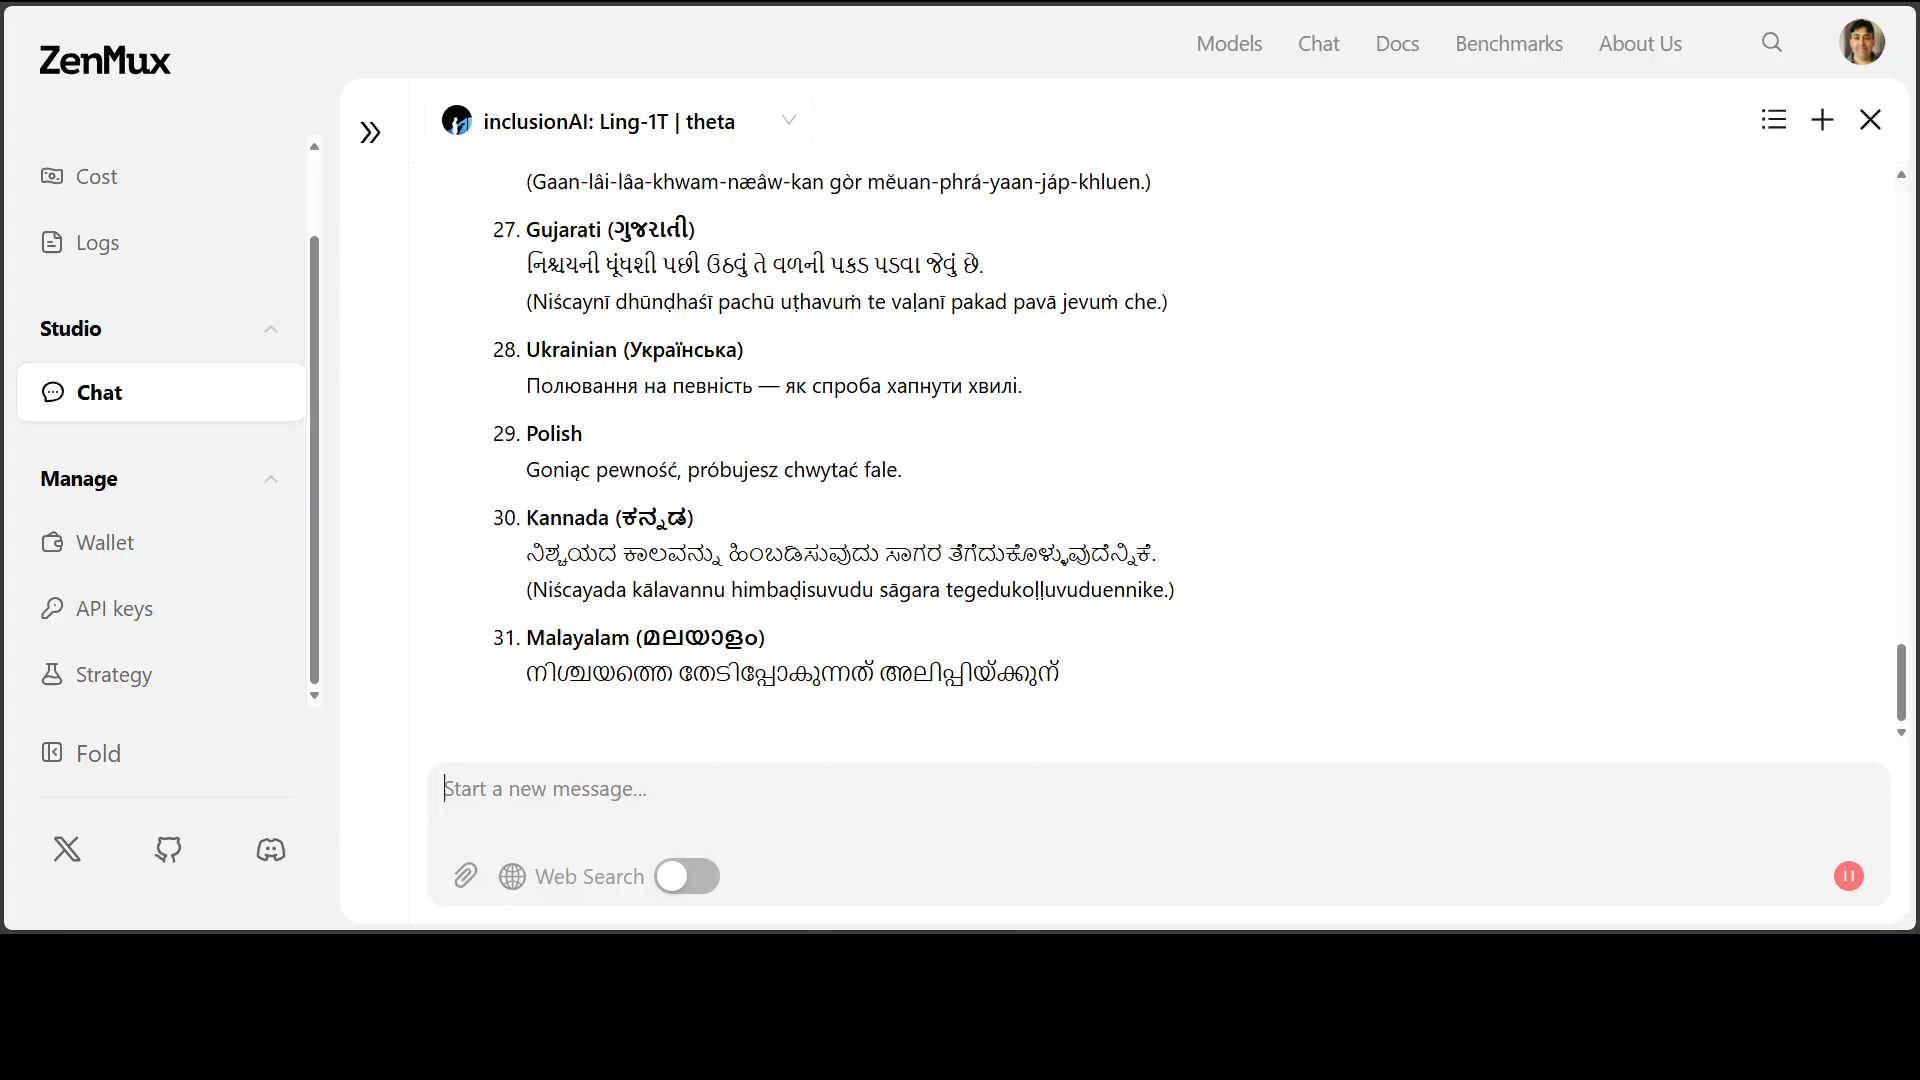 ZenMux
Models
Chat
Docs
Benchmarks
About Us
inclusionAI: Ling-1T | theta
Cost
Logs
Studio
Chat
Manage
Wallet
API keys
Strategy
Fold
(Gaan-lâi-lâa-khwam-næâw-kan gòr mĕuan-phrá-yaan-jáp-khluen.)
27. Gujarati (ગુજરાતી)
નિશ્ચયની ધૂંધશી પછી ઉઠવું તે વળની પકડ પડવા જેવું છે.
(Niścaynī dhūnḍhaśī pachū uṭhavuṁ te vaḷanī pakad pavā jevuṁ che.)
28. Ukrainian (Українська)
Полювання на певність — як спроба хапнути хвилі.
29. Polish
Goniąc pewność, próbujesz chwytać fale.
30. Kannada (ಕನ್ನಡ)
ನಿಶ್ಚಯದ ಕಾಲವನ್ನು ಹಿಂಬಡಿಸುವುದು ಸಾಗರ ತೆಗೆದುಕೊಳ್ಳುವುದೆನ್ನಿಕೆ.
(Niścayada kālavannu himbaḍisuvudu sāgara tegedukoḷḷuvuduennike.)
31. Malayalam (മലയാളം)
നിശ്ചയത്തെ തേടിപ്പോകുന്നത് അലിപ്പിയ്ക്കുന്
Start a new message...
Web Search